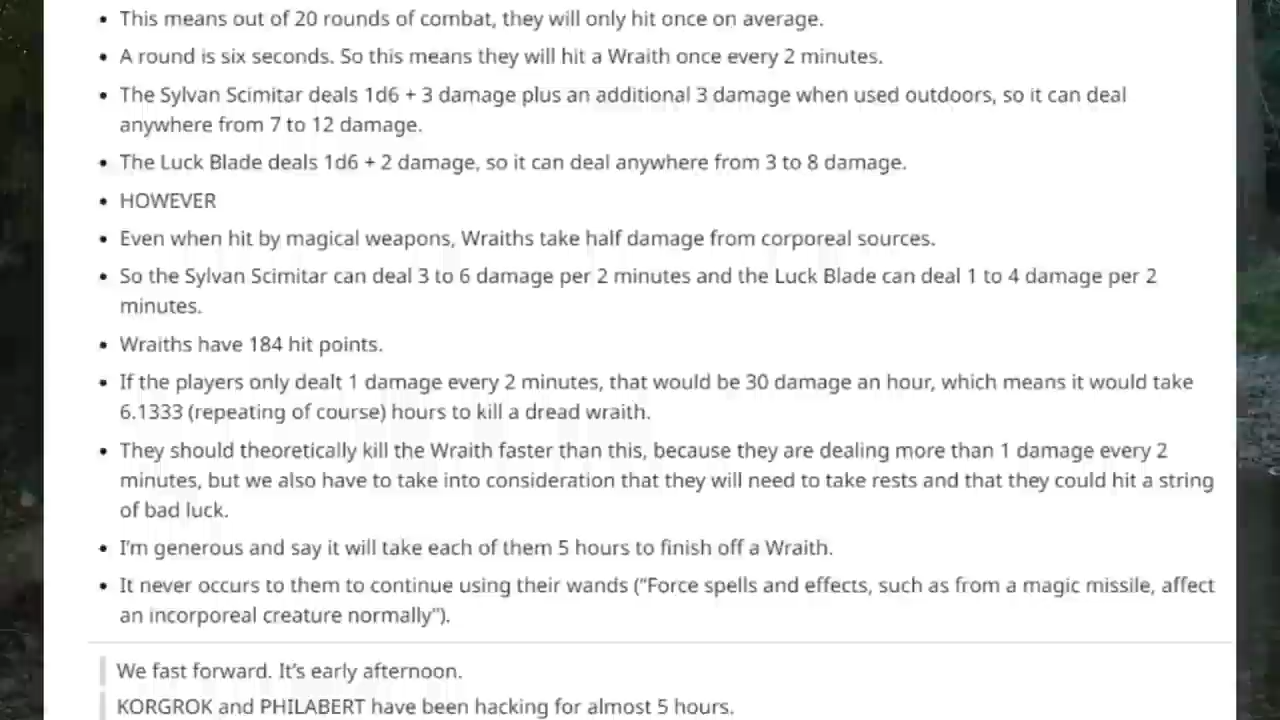 • This means out of 20 rounds of combat, they will only hit once on average.
• A round is six seconds. So this means they will hit a Wraith once every 2 minutes.
• The Sylvan Scimitar deals 1d6 + 3 damage plus an additional 3 damage when used outdoors, so it can deal
anywhere from 7 to 12 damage.
• The Luck Blade deals 1d6 + 2 damage, so it can deal anywhere from 3 to 8 damage.
• HOWEVER
• Even when hit by magical weapons, Wraiths take half damage from corporeal sources.
• So the Sylvan Scimitar can deal 3 to 6 damage per 2 minutes and the Luck Blade can deal 1 to 4 damage per 2
minutes.
• Wraiths have 184 hit points.
• If the players only dealt 1 damage every 2 minutes, that would be 30 damage an hour, which means it would take
6.1333 (repeating of course) hours to kill a dread wraith.
• They should theoretically kill the Wraith faster than this, because they are dealing more than 1 damage every 2
minutes, but we also have to take into consideration that they will need to take rests and that they could hit a string
of bad luck.
• I'm generous and say it will take each of them 5 hours to finish off a Wraith.
• It never occurs to them to continue using their wands ("Force spells and effects, such as from a magic missile, affect
an incorporeal creature normally").
We fast forward. It's early afternoon.
KORGROK and PHILABERT have been hacking for almost 5 hours.